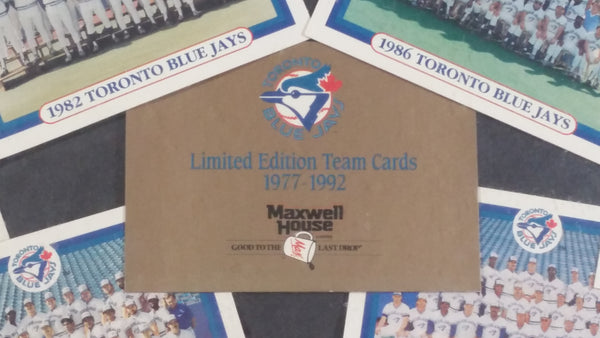 1982 TORONTO BLUE JAYS
1986 TORONTO BLUE JAYS
TORONTO
BLUE JAYS
Limited Edition Team Cards
1977-1992
Maxwell
House
GOOD TO THE LAST DROP
TORONTO
BLUE JAYS
TORONTO
BLUE JAYS